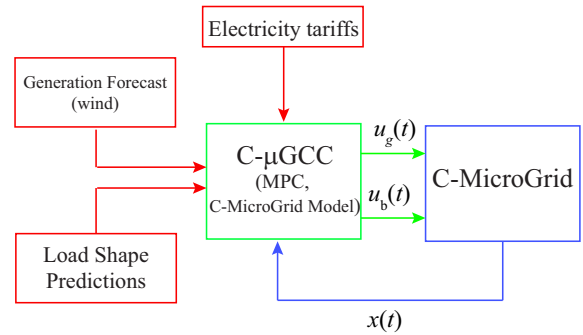 Electricity tariffs
Generation Forecast
(wind)
C-μGCC
(MPC,
C-MicroGrid Model)
u_g(t)
u_b(t)
C-MicroGrid
Load Shape
Predictions
x(t)